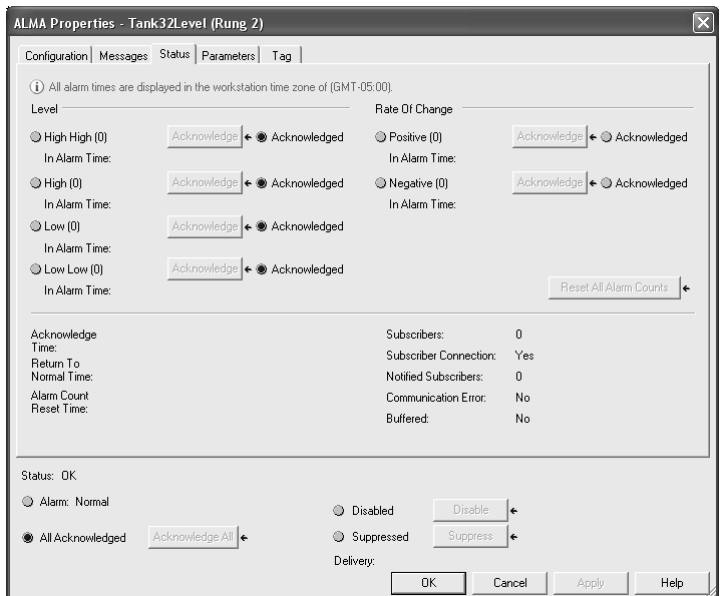 ALMA Properties - Tank32Level (Rung 2)
Configuration Messages Status Parameters Tag
All alarm times are displayed in the workstation time zone of (GMT-05:00).
Level
Rate Of Change
High High (0) Acknowledge Acknowledged
Positive (0) Acknowledge Acknowledged
In Alarm Time:
In Alarm Time:
High (0) Acknowledge Acknowledged
Negative (0) Acknowledge Acknowledged
In Alarm Time:
In Alarm Time:
Low (0) Acknowledge Acknowledged
In Alarm Time:
Low Low (0) Acknowledge Acknowledged
In Alarm Time:
Reset All Alarm Counts
Acknowledge
Time:
Return To
Normal Time:
Alarm Count
Reset Time:
Subscribers: 0
Subscriber Connection: Yes
Notified Subscribers: 0
Communication Error: No
Buffered: No
Status: OK
Alarm: Normal
All Acknowledged Acknowledge All
Disabled Disable
Suppressed Suppress
Delivery:
OK Cancel Apply Help